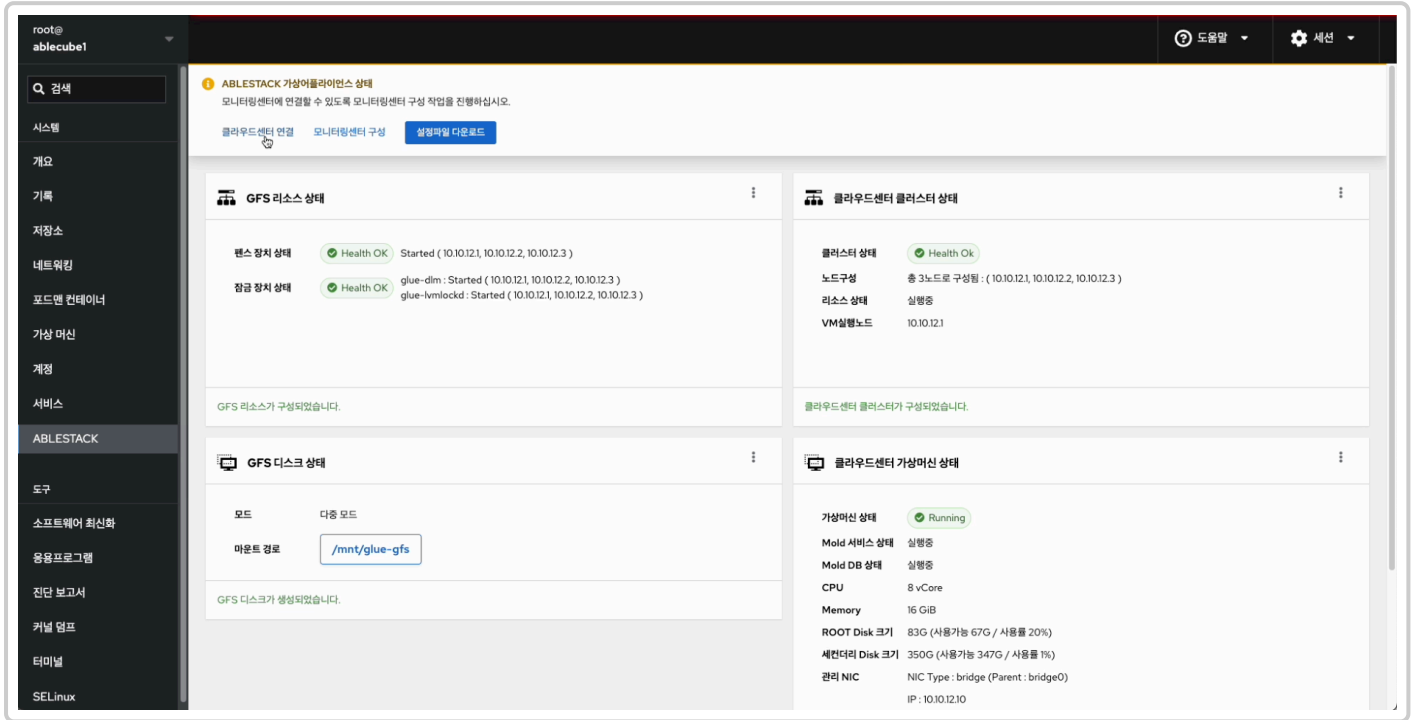 root@
ablecube1
도움말
세션
검색
시스템
개요
기록
저장소
네트워킹
포드맨 컨테이너
가상 머신
계정
서비스
ABLESTACK
도구
소프트웨어 최신화
응용프로그램
진단 보고서
커널 덤프
터미널
SELinux
ABLESTACK 가상어플라이언스 상태
모니터링센터에 연결할 수 있도록 모니터링센터 구성 작업을 진행하십시오.
클라우드센터 연결 모니터링센터 구성 설정파일 다운로드
GFS 리소스 상태
펜스 장치 상태 Health OK Started ( 10.10.12.1, 10.10.12.2, 10.10.12.3 )
잠금 장치 상태 Health OK glue-dlm : Started ( 10.10.12.1, 10.10.12.2, 10.10.12.3 )
glue-lvmlockd : Started ( 10.10.12.1, 10.10.12.2, 10.10.12.3 )
GFS 리소스가 구성되었습니다.
클라우드센터 클러스터 상태
클러스터 상태 Health Ok
노드구성 총 3노드로 구성됨 : ( 10.10.12.1, 10.10.12.2, 10.10.12.3 )
리소스 상태 실행중
VM실행노드 10.10.12.1
클라우드센터 클러스터가 구성되었습니다.
GFS 디스크 상태
모드 다중 모드
마운트 경로 /mnt/glue-gfs
GFS 디스크가 생성되었습니다.
클라우드센터 가상머신 상태
가상머신 상태 Running
Mold 서비스 상태 실행중
Mold DB 상태 실행중
CPU 8 vCore
Memory 16 GiB
ROOT Disk 크기 83G (사용가능 67G / 사용률 20%)
세컨더리 Disk 크기 350G (사용가능 347G / 사용률 1%)
관리 NIC NIC Type : bridge (Parent : bridge0)
IP : 10.10.12.10